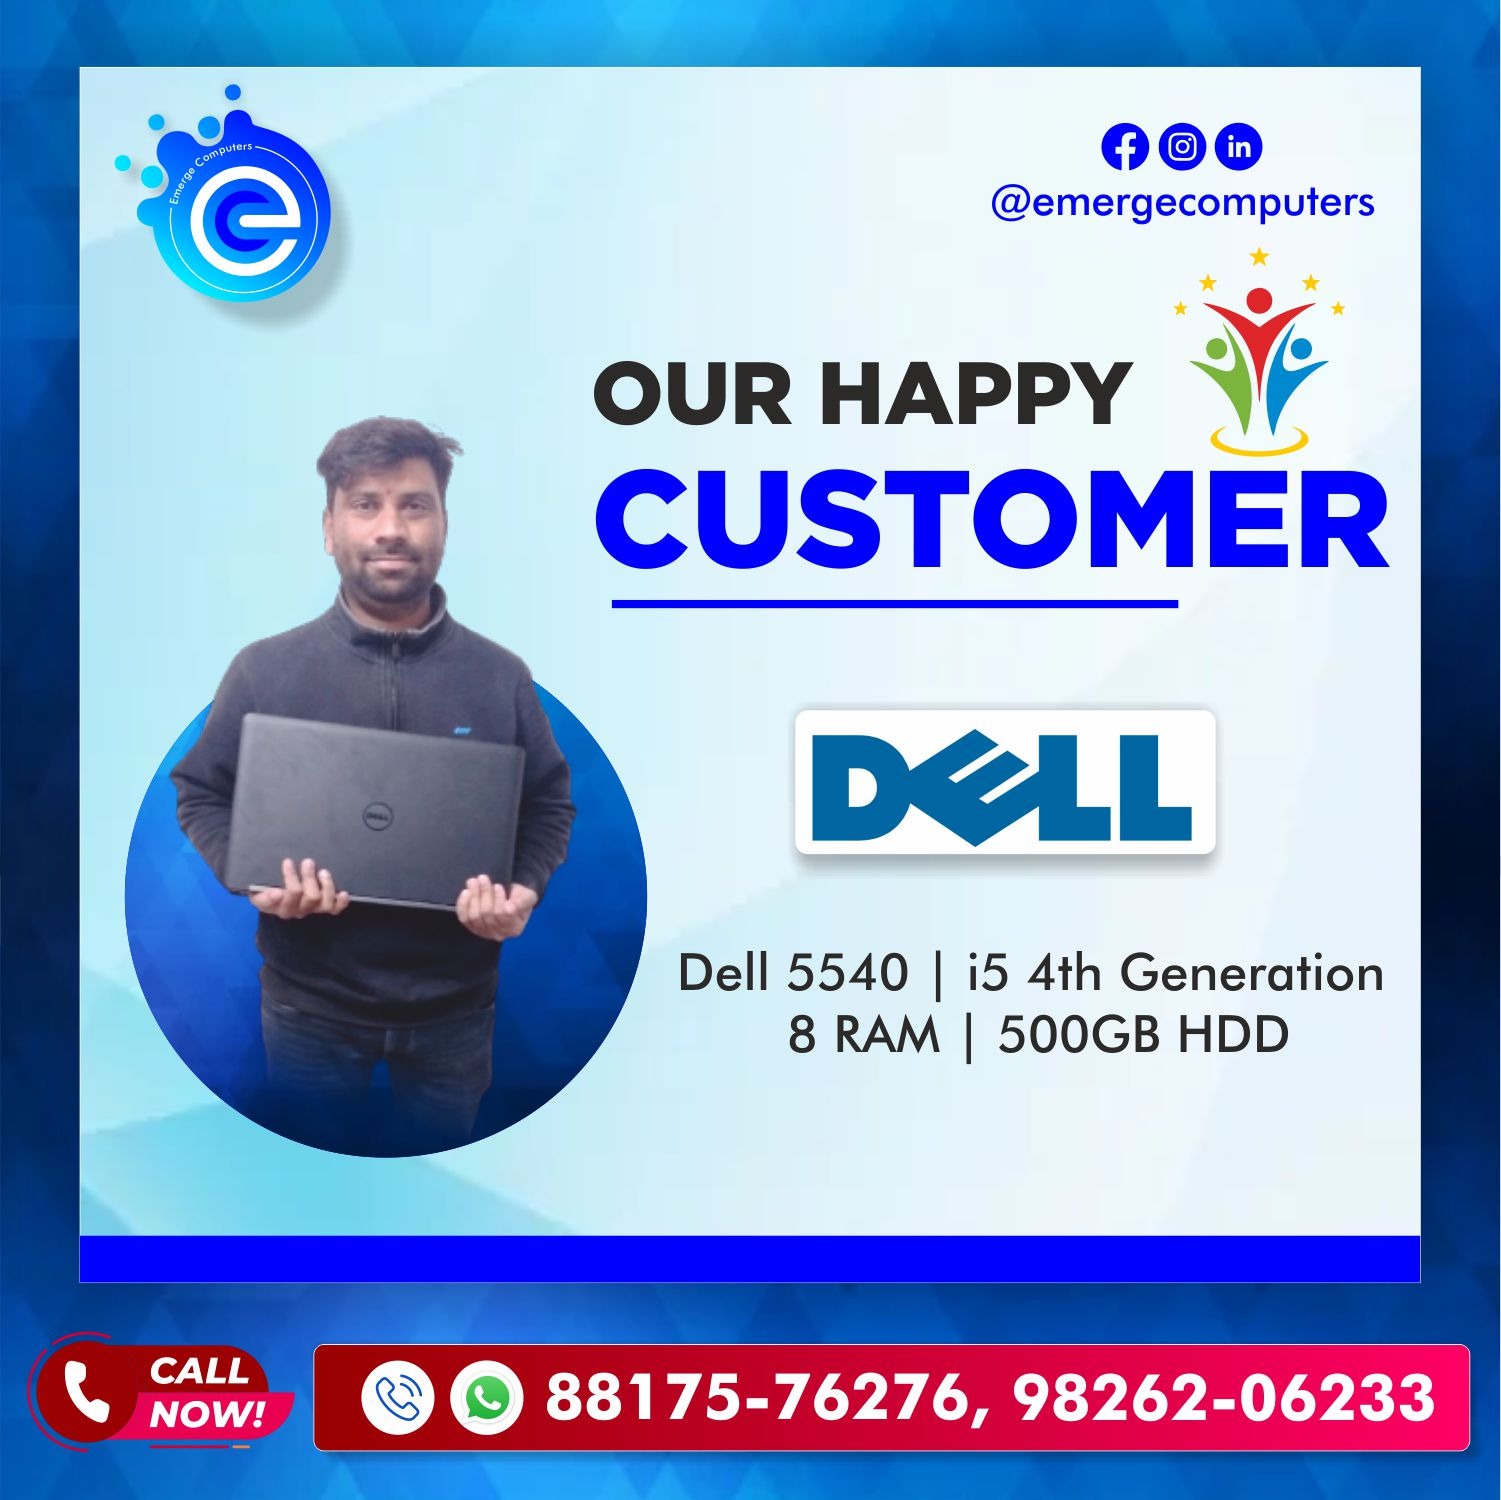 Emerge Computers
@emergecomputers
OUR HAPPY
CUSTOMER
DELL
DELL
Dell 5540 | i5 4th Generation
8 RAM | 500GB HDD
CALL
NOW!
88175-76276, 98262-06233